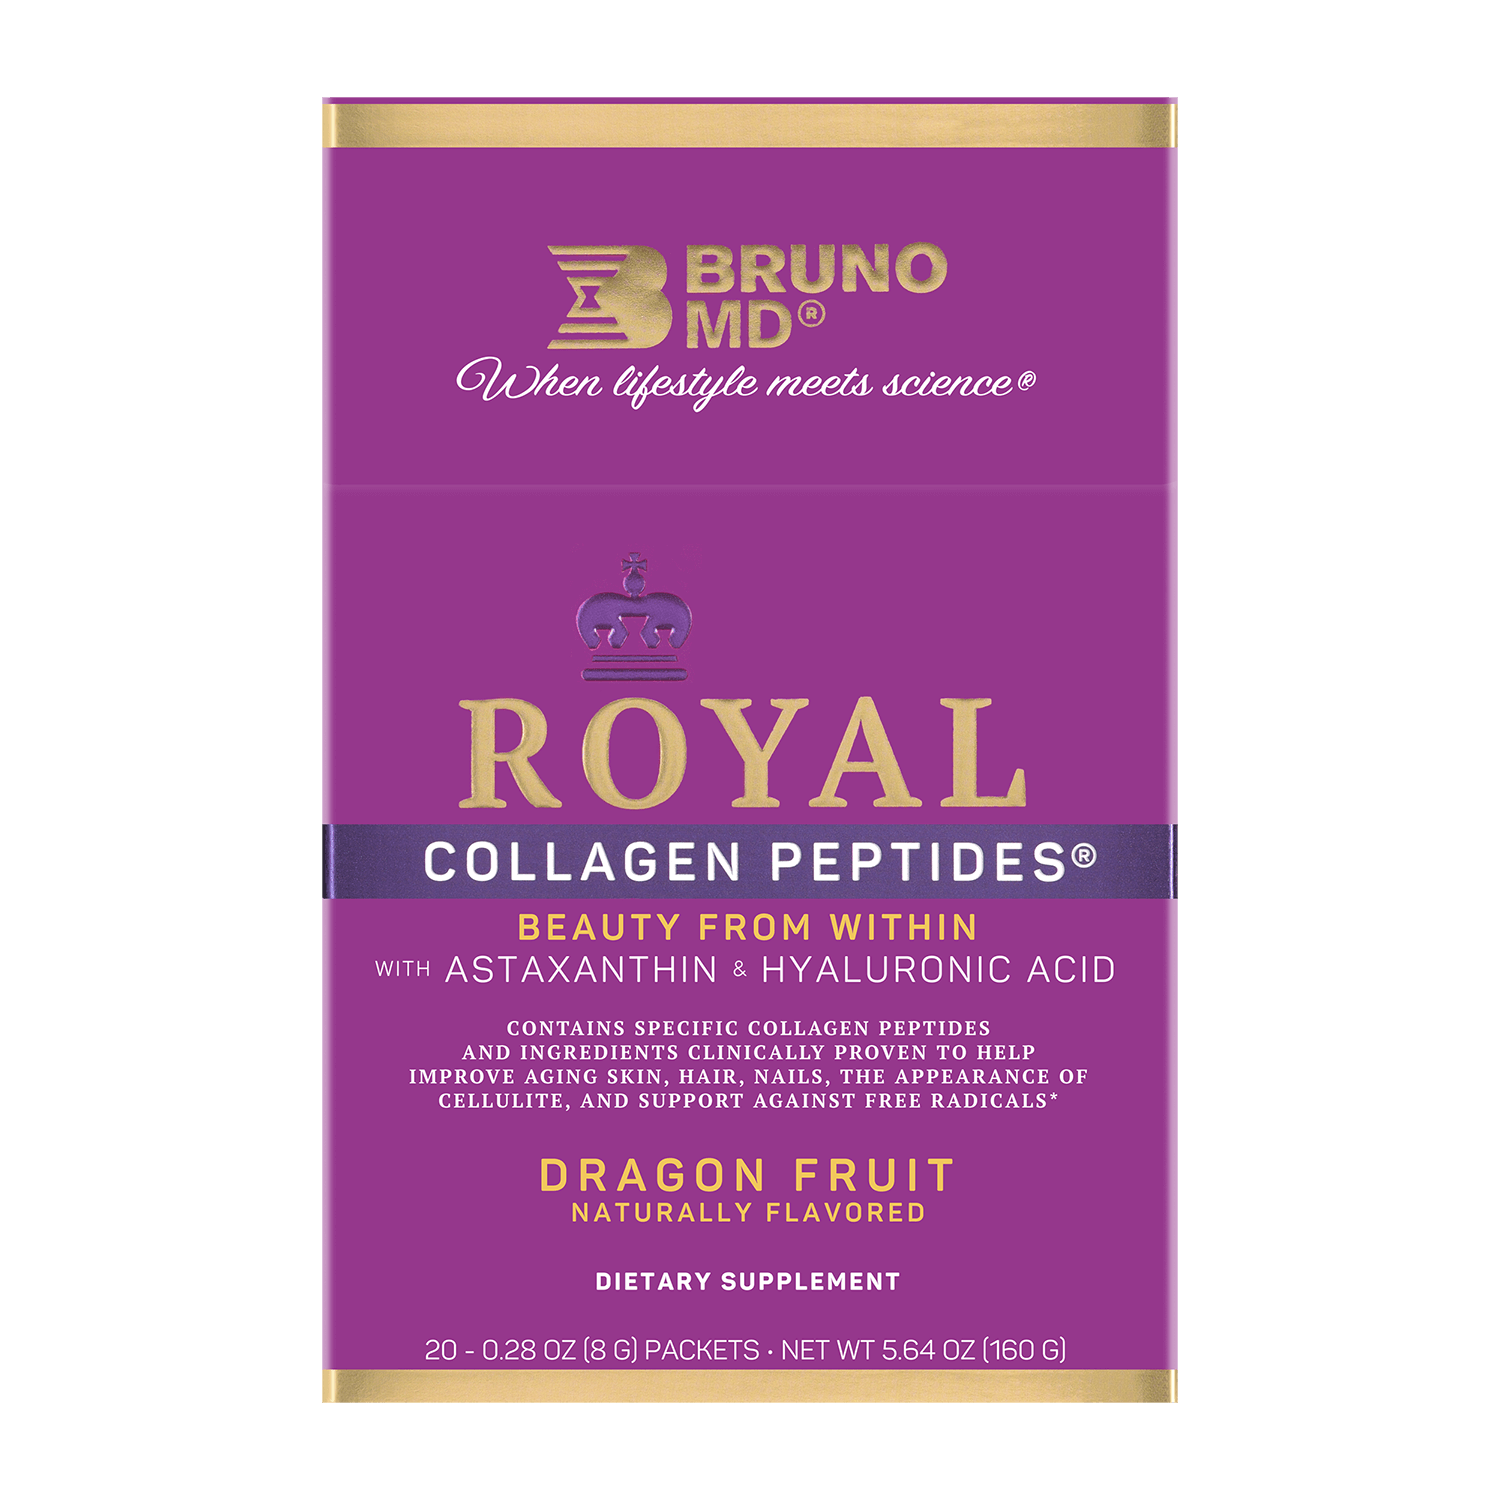 BRUNO
MD®
When lifestyle meets science®
ROYAL
COLLAGEN PEPTIDES®
BEAUTY FROM WITHIN
WITH ASTAXANTHIN & HYALURONIC ACID
CONTAINS SPECIFIC COLLAGEN PEPTIDES
AND INGREDIENTS CLINICALLY PROVEN TO HELP
IMPROVE AGING SKIN, HAIR, NAILS, THE APPEARANCE OF
CELLULITE, AND SUPPORT AGAINST FREE RADICALS*
DRAGON FRUIT
NATURALLY FLAVORED
DIETARY SUPPLEMENT
20 - 0.28 OZ (8 G) PACKETS · NET WT 5.64 OZ (160 G)